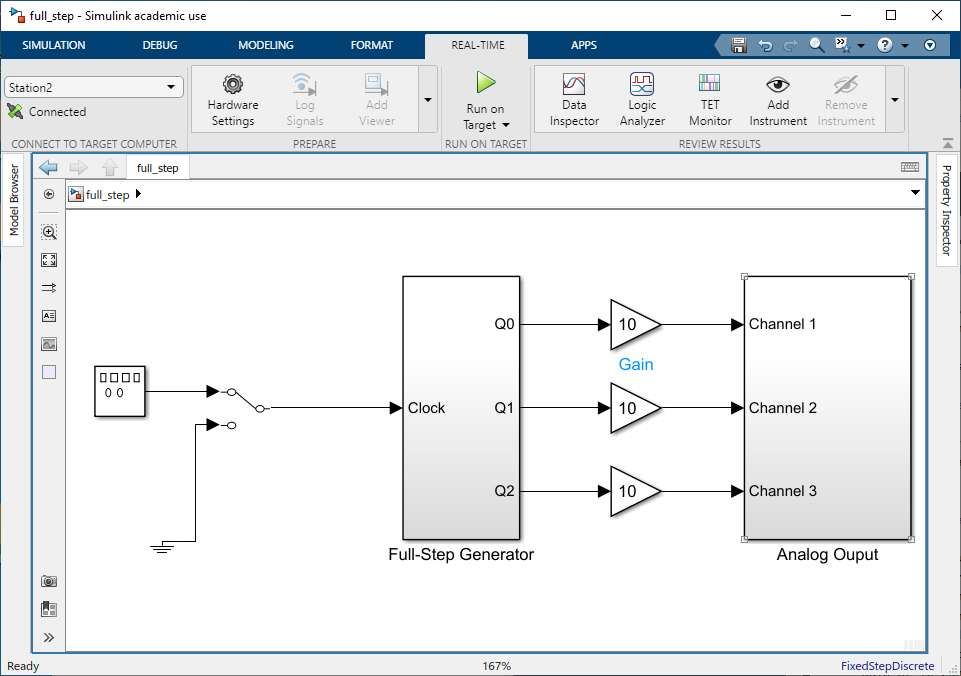 full_step - Simulink academic use
SIMULATION DEBUG MODELING FORMAT REAL-TIME APPS
Station2
Connected
CONNECT TO TARGET COMPUTER
Hardware
Settings
Log
Signals
Add
Viewer
PREPARE
Run on
Target
RUN ON TARGET
Data
Inspector
Logic
Analyzer
TET
Monitor
Add
Instrument
Remove
Instrument
REVIEW RESULTS
Model Browser
full_step
full_step
Property Inspector
Q0 10 Channel 1
Gain
Clock Q1 10 Channel 2
Q2 10 Channel 3
Full-Step Generator Analog Ouput
Ready 167% FixedStepDiscrete